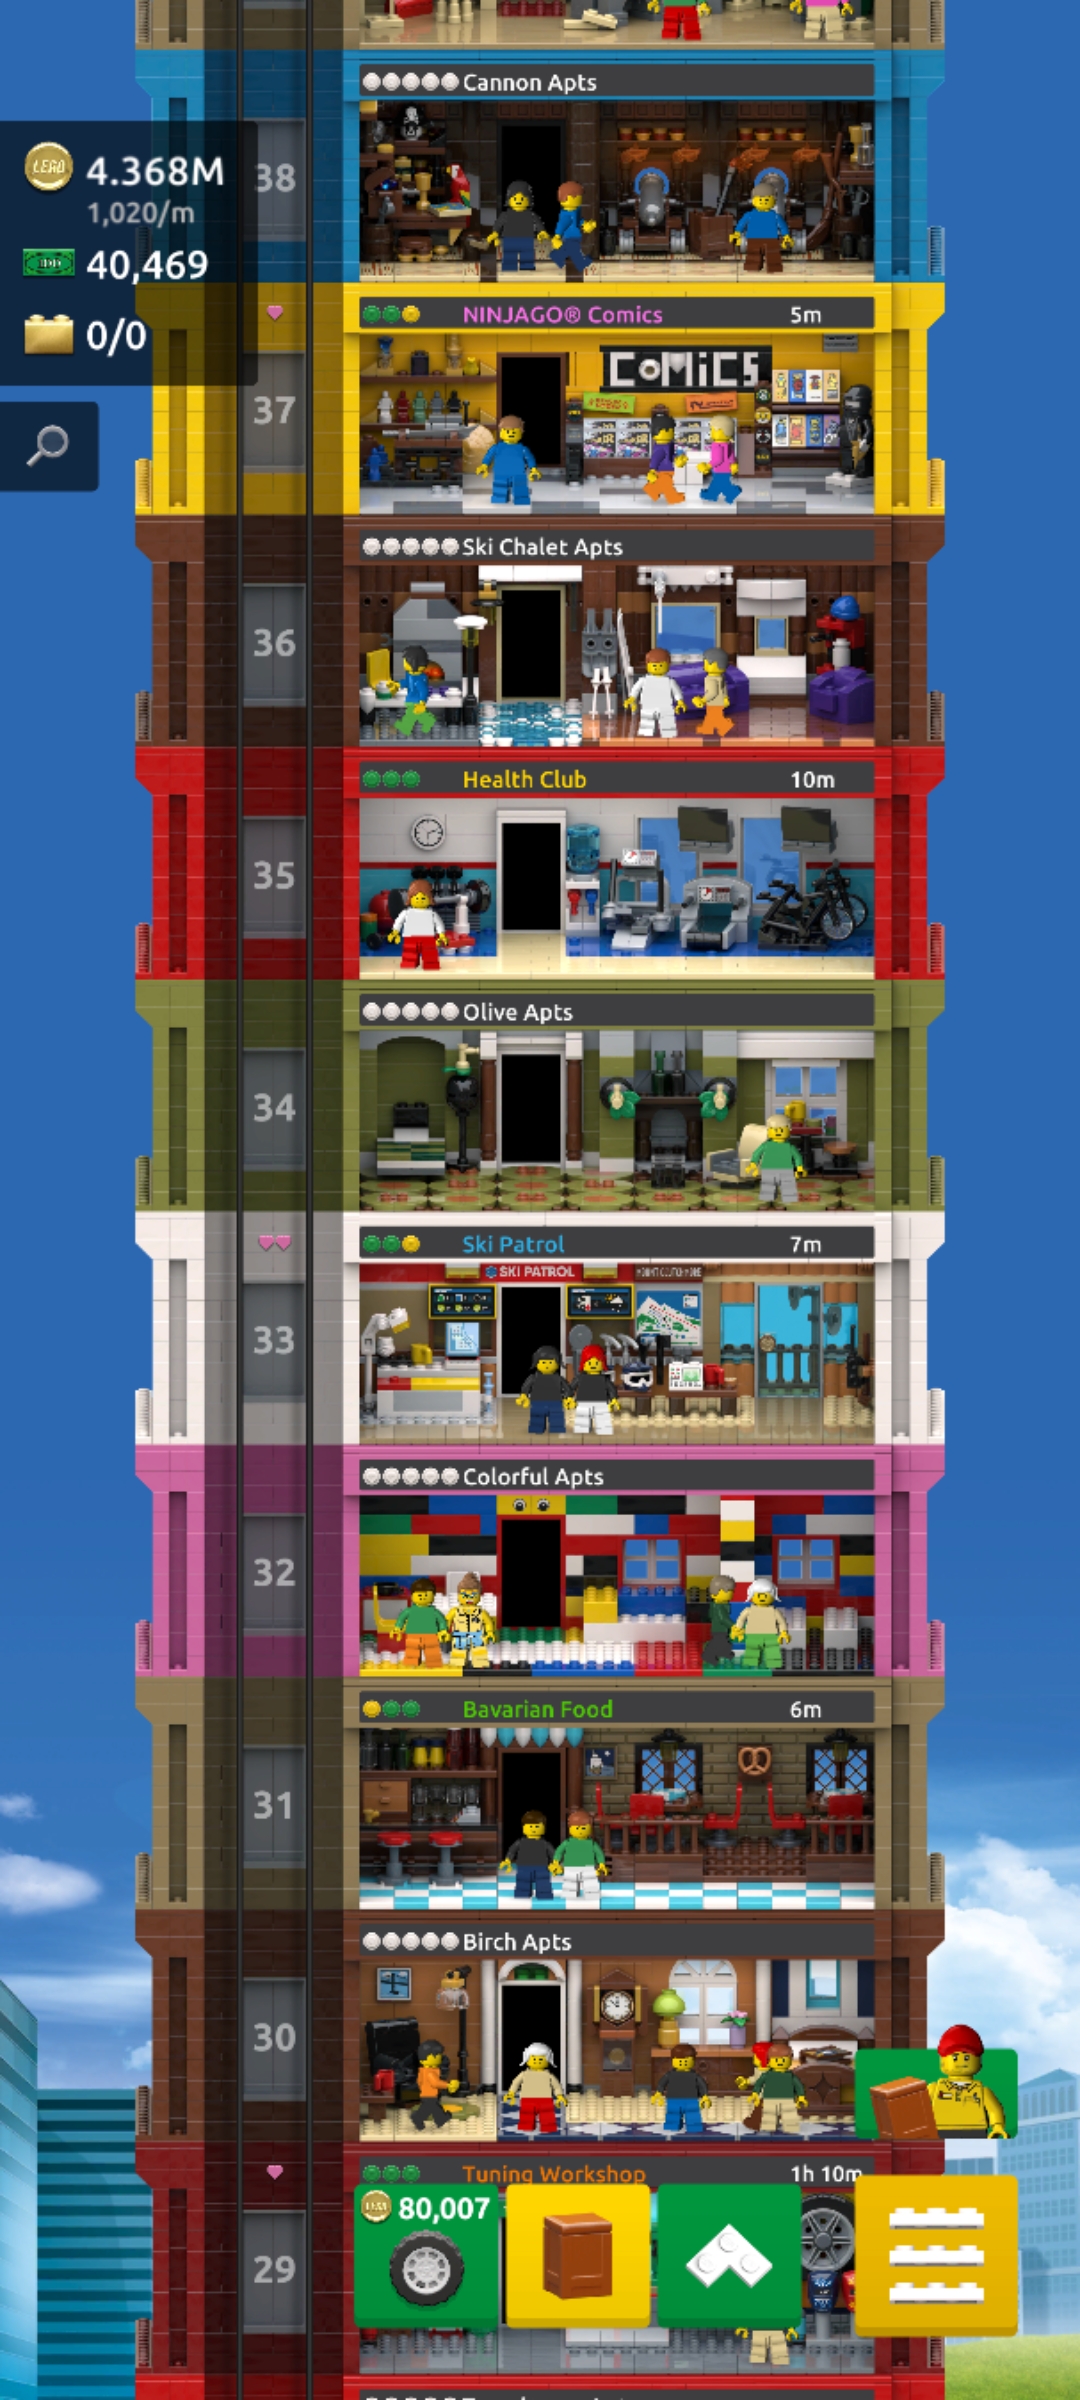 Cannon Apts
LEGO
4.368M
38
1,020/m
40,469
NINJAGO® Comics 5m
0/0
COMiCS
37
Ski Chalet Apts
36
Health Club 10m
35
Olive Apts
34
Ski Patrol 7m
SKI PATROL
33
Colorful Apts
32
Bavarian Food 6m
31
Birch Apts
30
Tuning Workshop 1h 10m
80,007
29